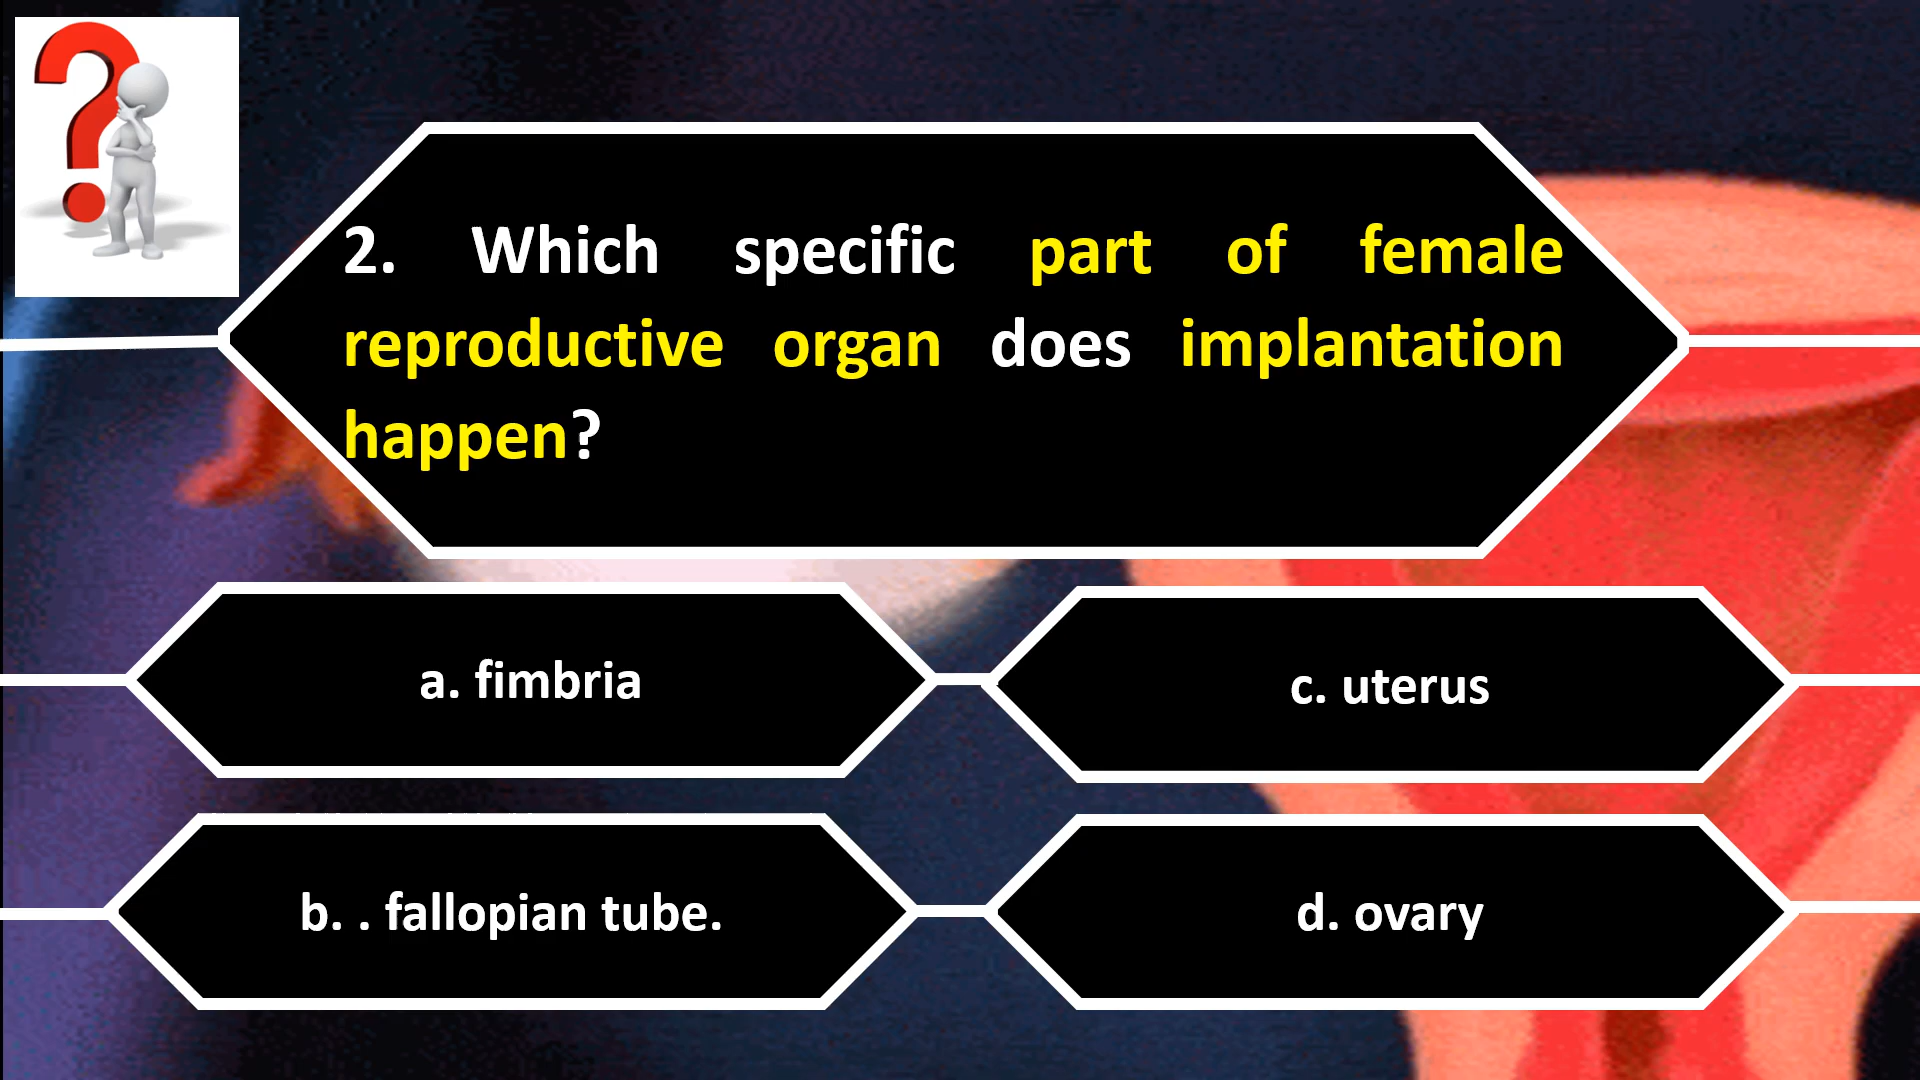 2. Which specific part of female
reproductive organ does implantation
happen?
a. fimbria
c. uterus
b. . fallopian tube.
d. ovary